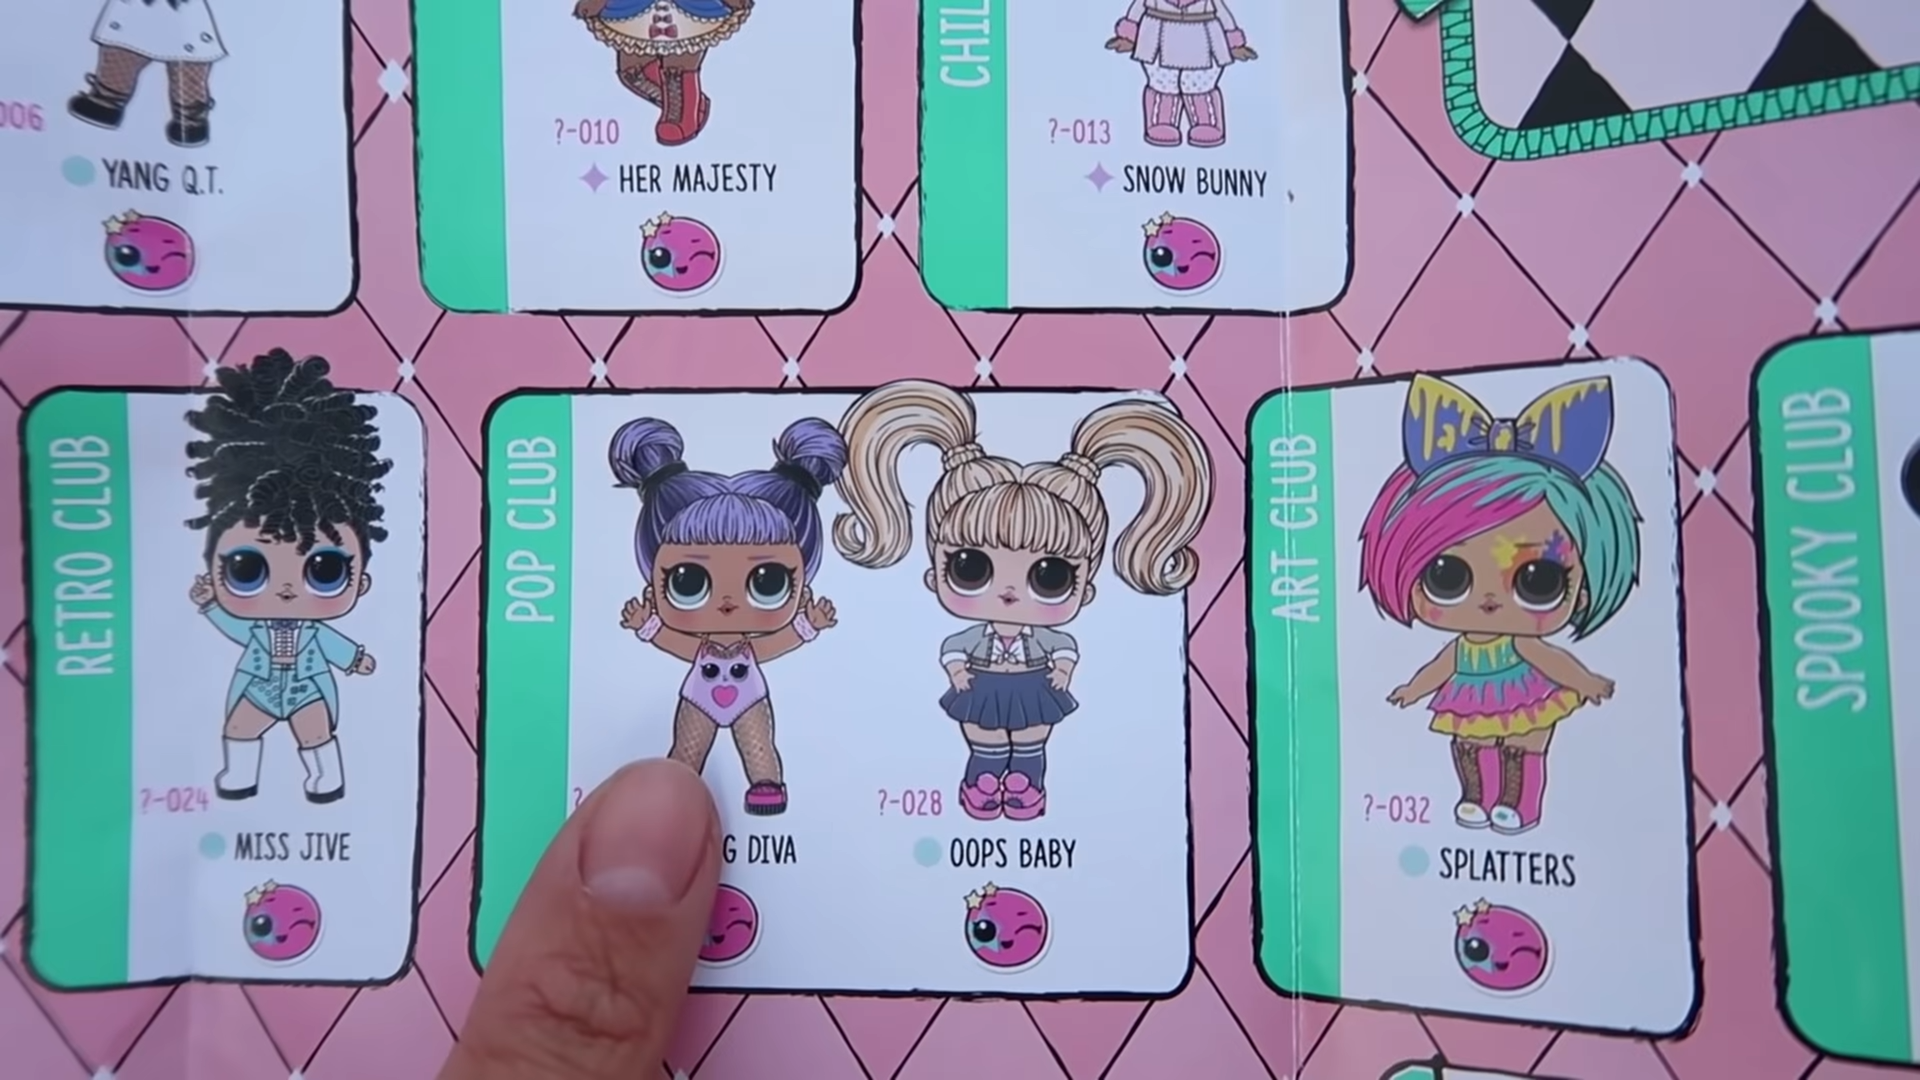 006
YANG Q.T.
?-010
HER MAJESTY
CHIL
?-013
SNOW BUNNY
RETRO CLUB
?-024
MISS JIVE
POP CLUB
?-
G DIVA
?-028
OOPS BABY
ART CLUB
?-032
SPLATTERS
SPOOKY CLUB